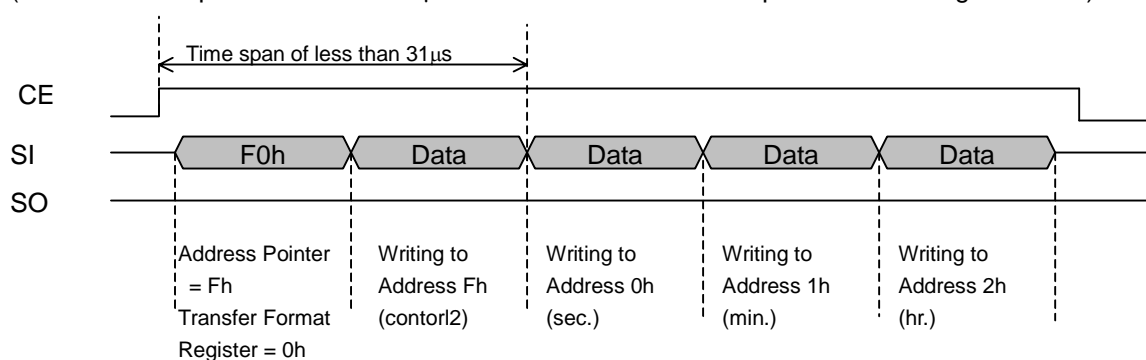 Time span of less than 31μs
CE
SI F0h Data Data Data Data
SO
Address Pointer Writing to Writing to Writing to Writing to
= Fh Address Fh Address 0h Address 1h Address 2h
Transfer Format (contorl2) (sec.) (min.) (hr.)
Register = 0h